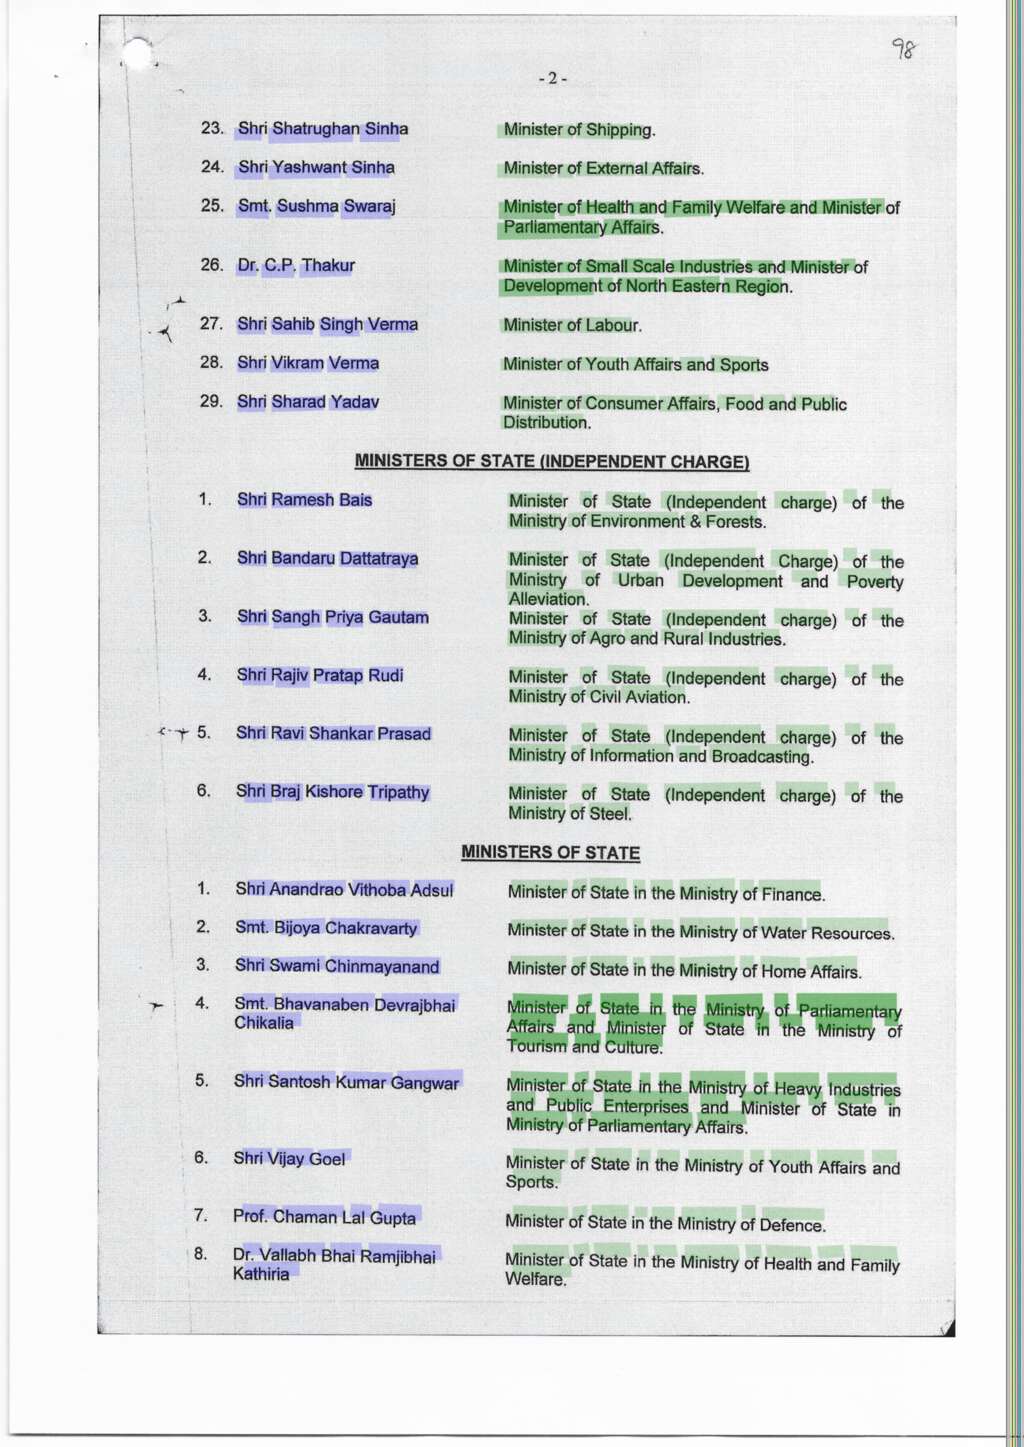 98
-2-
23. Shri Shatrughan Sinha Minister of Shipping.
24. Shri Yashwant Sinha Minister of External Affairs.
25. Smt. Sushma Swaraj Minister of Health and Family Welfare and Minister of
Parliamentary Affairs.
26. Dr. C.P. Thakur Minister of Small Scale Industries and Minister of
Development of North Eastern Region.
27. Shri Sahib Singh Verma Minister of Labour.
28. Shri Vikram Verma Minister of Youth Affairs and Sports
29. Shri Sharad Yadav Minister of Consumer Affairs, Food and Public
Distribution.
MINISTERS OF STATE (INDEPENDENT CHARGE)
1. Shri Ramesh Bais Minister of State (Independent charge) of the
Ministry of Environment & Forests.
2. Shri Bandaru Dattatraya Minister of State (Independent Charge) of the
Ministry of Urban Development and Poverty
Alleviation.
3. Shri Sangh Priya Gautam Minister of State (Independent charge) of the
Ministry of Agro and Rural Industries.
4. Shri Rajiv Pratap Rudi Minister of State (Independent charge) of the
Ministry of Civil Aviation.
5. Shri Ravi Shankar Prasad Minister of State (Independent charge) of the
Ministry of Information and Broadcasting.
6. Shri Braj Kishore Tripathy Minister of State (Independent charge) of the
Ministry of Steel.
MINISTERS OF STATE
1. Shri Anandrao Vithoba Adsul Minister of State in the Ministry of Finance.
2. Smt. Bijoya Chakravarty Minister of State in the Ministry of Water Resources.
3. Shri Swami Chinmayanand Minister of State in the Ministry of Home Affairs.
4. Smt. Bhavanaben Devrajbhai Minister of State in the Ministry of Parliamentary
Chikalia Affairs and Minister of State in the Ministry of
Tourism and Culture.
5. Shri Santosh Kumar Gangwar Minister of State in the Ministry of Heavy Industries
and Public Enterprises and Minister of State in
Ministry of Parliamentary Affairs.
6. Shri Vijay Goel Minister of State in the Ministry of Youth Affairs and
Sports.
7. Prof. Chaman Lal Gupta Minister of State in the Ministry of Defence.
8. Dr. Vallabh Bhai Ramjibhai Minister of State in the Ministry of Health and Family
Kathiria Welfare.